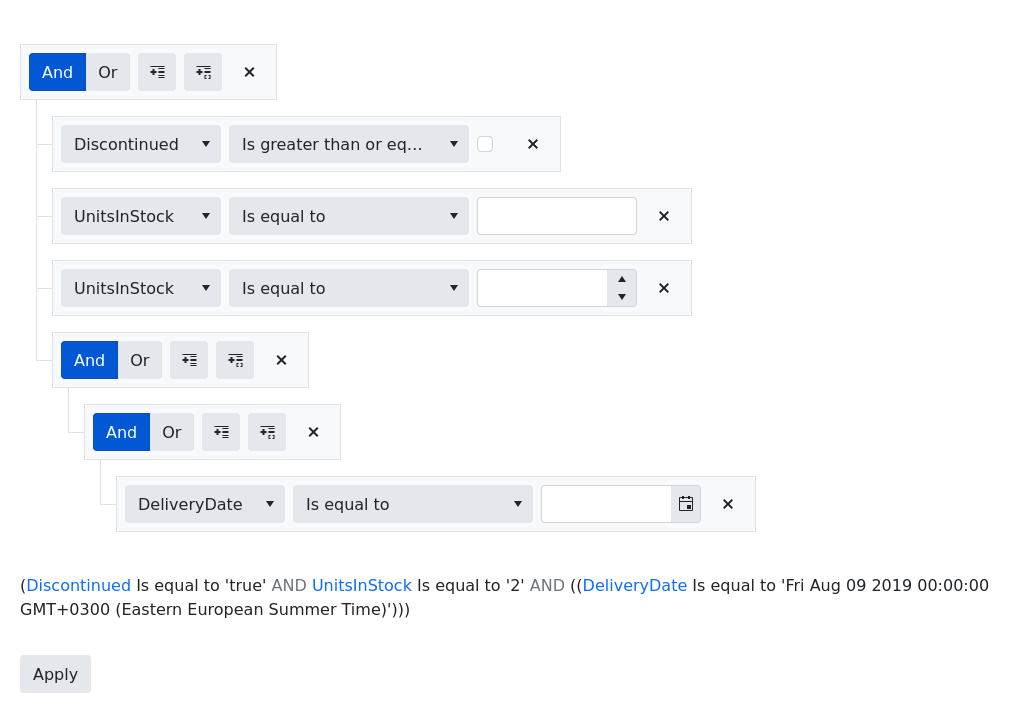 And Or
Discontinued Is greater than or eq...
UnitsInStock Is equal to
UnitsInStock Is equal to
And Or
And Or
DeliveryDate Is equal to
(Discontinued Is equal to 'true' AND UnitsInStock Is equal to '2' AND ((DeliveryDate Is equal to 'Fri Aug 09 2019 00:00:00
GMT+0300 (Eastern European Summer Time)')))
Apply